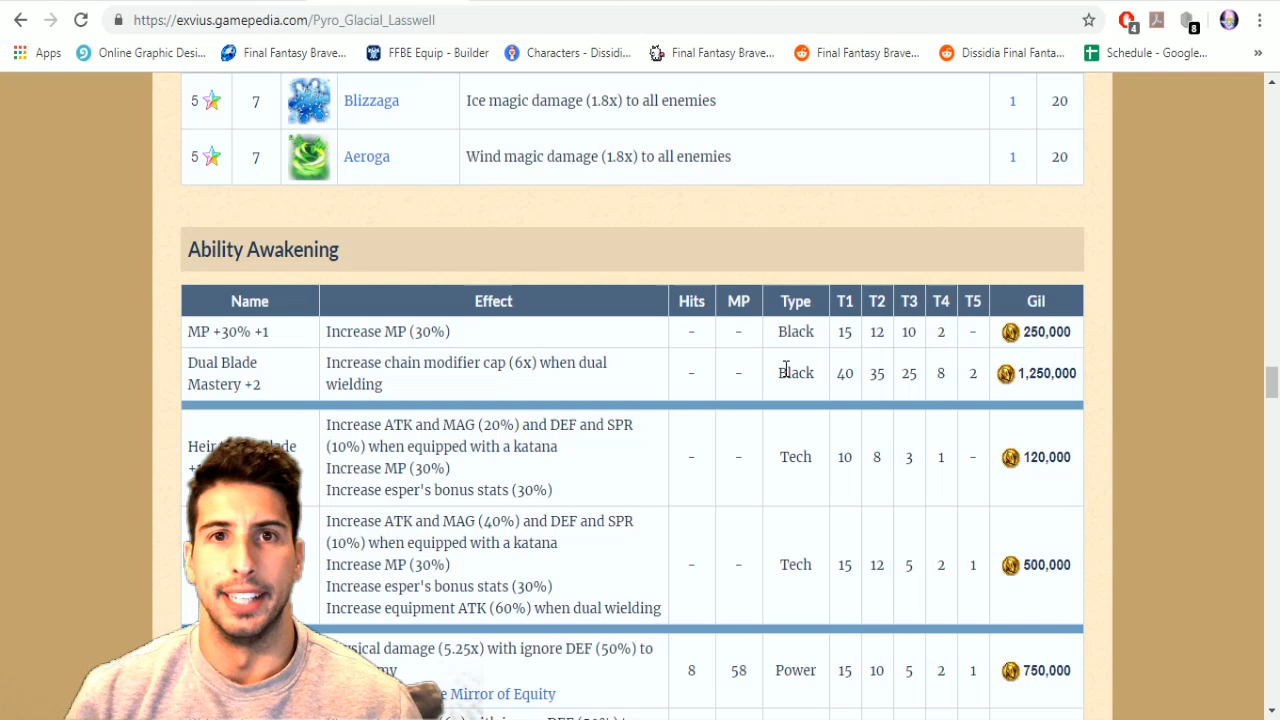 https://exvius.gamepedia.com/Pyro_Glacial_Lasswell
4
8
Apps Online Graphic Desi... Final Fantasy Brave... FFBE Equip - Builder Characters - Dissidi... Final Fantasy Brave... Final Fantasy Brave... Dissidia Final Fanta... Schedule - Google... »
5 7 Blizzaga Ice magic damage (1.8x) to all enemies 1 20
5 7 Aeroga Wind magic damage (1.8x) to all enemies 1 20
Ability Awakening
Name Effect Hits MP Type T1 T2 T3 T4 T5 Gil
MP +30% +1 Increase MP (30%) - - Black 15 12 10 2 - 250,000
Dual Blade
Mastery +2
Increase chain modifier cap (6x) when dual
wielding
- - Black 40 35 25 8 2 1,250,000
Heir
Increase ATK and MAG (20%) and DEF and SPR
(10%) when equipped with a katana
Increase MP (30%)
Increase esper's bonus stats (30%)
- - Tech 10 8 3 1 - 120,000
Increase ATK and MAG (40%) and DEF and SPR
(10%) when equipped with a katana
Increase MP (30%)
Increase esper's bonus stats (30%)
Increase equipment ATK (60%) when dual wielding
- - Tech 15 12 5 2 1 500,000
damage (5.25x) with ignore DEF (50%) to
Mirror of Equity
8 58 Power 15 10 5 2 1 750,000